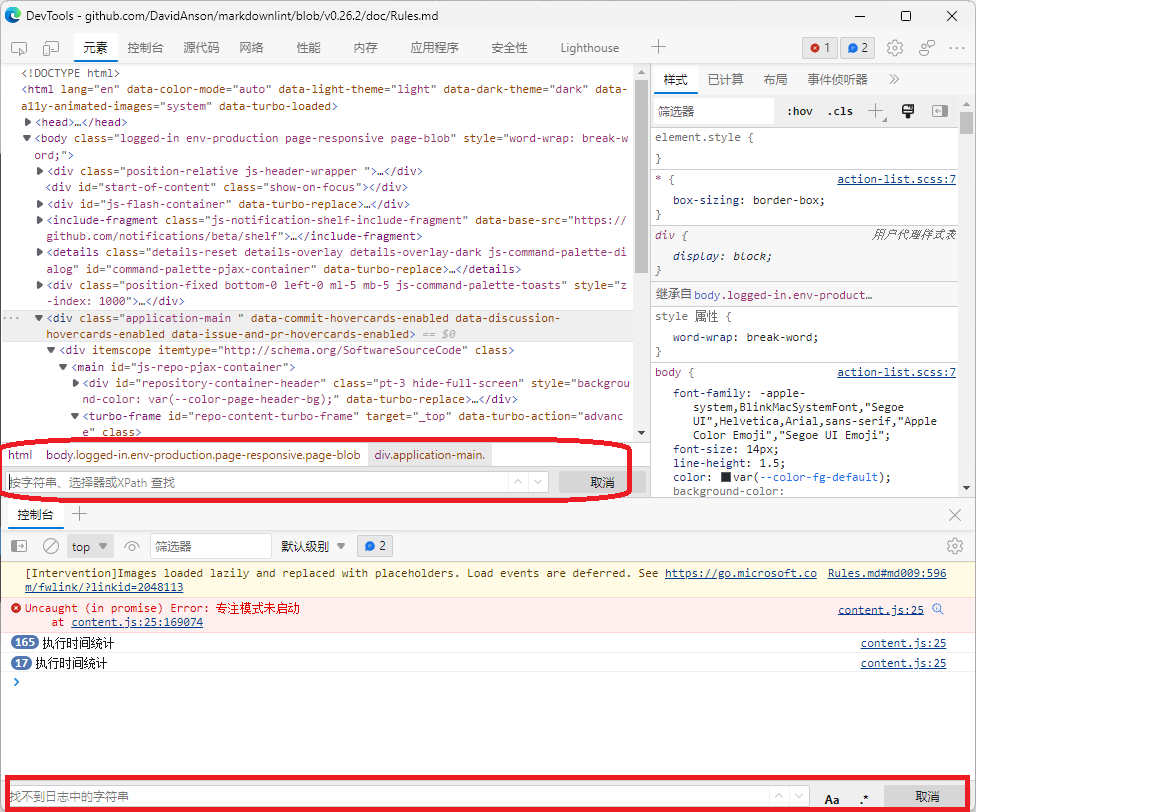 DevTools - github.com/DavidAnson/markdownlint/blob/v0.26.2/doc/Rules.md
元素 控制台 源代码 网络 性能 内存 应用程序 安全性 Lighthouse 1 2
<!DOCTYPE html>
<html lang="en" data-color-mode="auto" data-light-theme="light" data-dark-theme="dark" data-
a11y-animated-images="system" data-turbo-loaded>
<head>…</head>
<body class="logged-in env-production page-responsive page-blob" style="word-wrap: break-w
ord;">
<div class="position-relative js-header-wrapper ">…</div>
<div id="start-of-content" class="show-on-focus"></div>
<div id="js-flash-container" data-turbo-replace>…</div>
<include-fragment class="js-notification-shelf-include-fragment" data-base-src="https://
github.com/notifications/beta/shelf">…</include-fragment>
<details class="details-reset details-overlay details-overlay-dark js-command-palette-di
alog" id="command-palette-pjax-container" data-turbo-replace>…</details>
<div class="position-fixed bottom-0 left-0 ml-5 mb-5 js-command-palette-toasts" style="z
-index: 1000">…</div>
<div class="application-main " data-commit-hovercards-enabled data-discussion-
hovercards-enabled data-issue-and-pr-hovercards-enabled> == $0
<div itemscope itemtype="http://schema.org/SoftwareSourceCode" class>
<main id="js-repo-pjax-container">
<div id="repository-container-header" class="pt-3 hide-full-screen" style="backgrou
nd-color: var(--color-page-header-bg);" data-turbo-replace>…</div>
<turbo-frame id="repo-content-turbo-frame" target="_top" data-turbo-action="advanc
e" class>
html body.logged-in.env-production.page-responsive.page-blob div.application-main.
按字符串、选择器或XPath 查找 取消
样式 已计算 布局 事件侦听器
筛选器 :hov .cls
element.style {
}
* { action-list.scss:7
box-sizing: border-box;
}
div { 用户代理样式表
display: block;
}
继承自 body.logged-in.env-product…
style 属性 {
word-wrap: break-word;
}
body { action-list.scss:7
font-family: -apple-
system,BlinkMacSystemFont,"Segoe
UI",Helvetica,Arial,sans-serif,"Apple
Color Emoji","Segoe UI Emoji";
font-size: 14px;
line-height: 1.5;
color: var(--color-fg-default);
background-color:
控制台
top 筛选器 默认级别 2
[Intervention]Images loaded lazily and replaced with placeholders. Load events are deferred. See https://go.microsoft.co Rules.md#md009:596
m/fwlink/?linkid=2048113
Uncaught (in promise) Error: 专注模式未启动 content.js:25
at content.js:25:169074
165 执行时间统计 content.js:25
17 执行时间统计 content.js:25
找不到日志中的字符串 Aa .* 取消